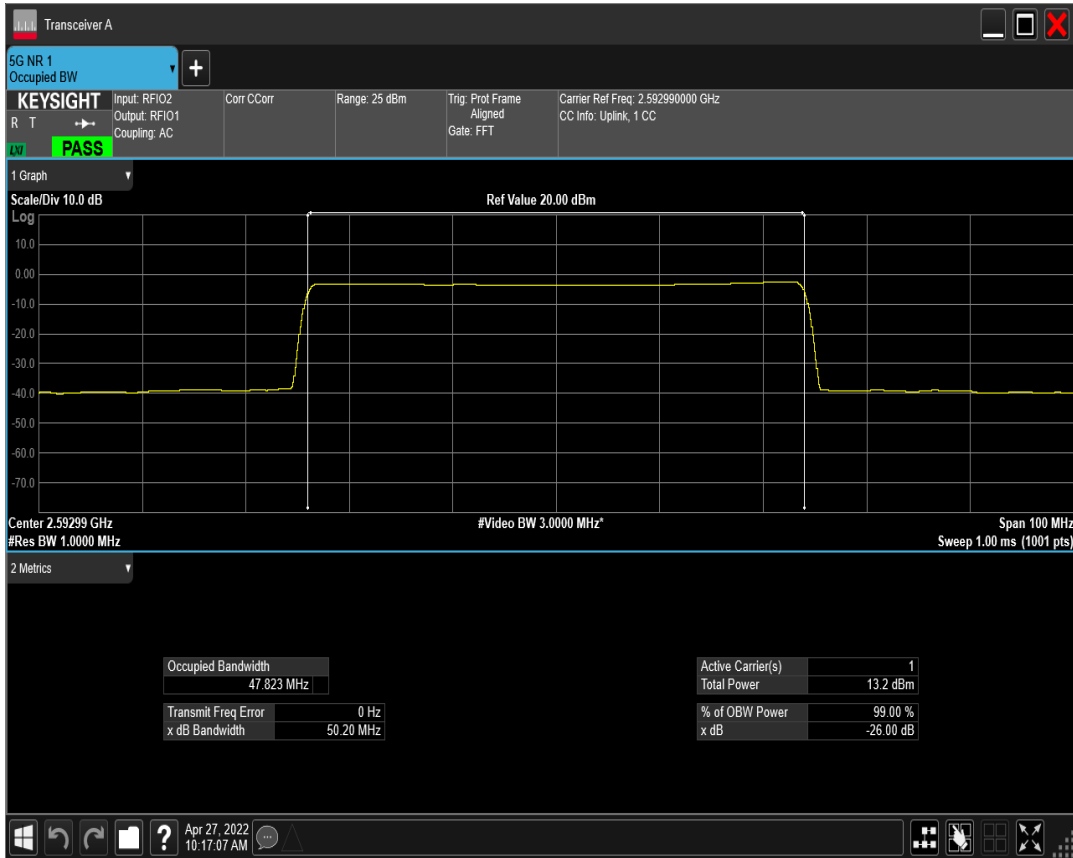 Transceiver A
5G NR 1
Occupied BW
+
KEYSIGHT
R T
LXI
PASS
Input: RFIO2
Output: RFIO1
Coupling: AC
Corr CCorr
Range: 25 dBm
Trig: Prot Frame
Aligned
Gate: FFT
Carrier Ref Freq: 2.592990000 GHz
CC Info: Uplink, 1 CC
1 Graph
Scale/Div 10.0 dB
Ref Value 20.00 dBm
Log
10.0
0.00
-10.0
-20.0
-30.0
-40.0
-50.0
-60.0
-70.0
Center 2.59299 GHz
#Video BW 3.0000 MHz*
Span 100 MHz
#Res BW 1.0000 MHz
Sweep 1.00 ms (1001 pts)
2 Metrics
Occupied Bandwidth
47.823 MHz
Transmit Freq Error 0 Hz
x dB Bandwidth 50.20 MHz
Active Carrier(s) 1
Total Power 13.2 dBm
% of OBW Power 99.00 %
x dB -26.00 dB
?
Apr 27, 2022
10:17:07 AM